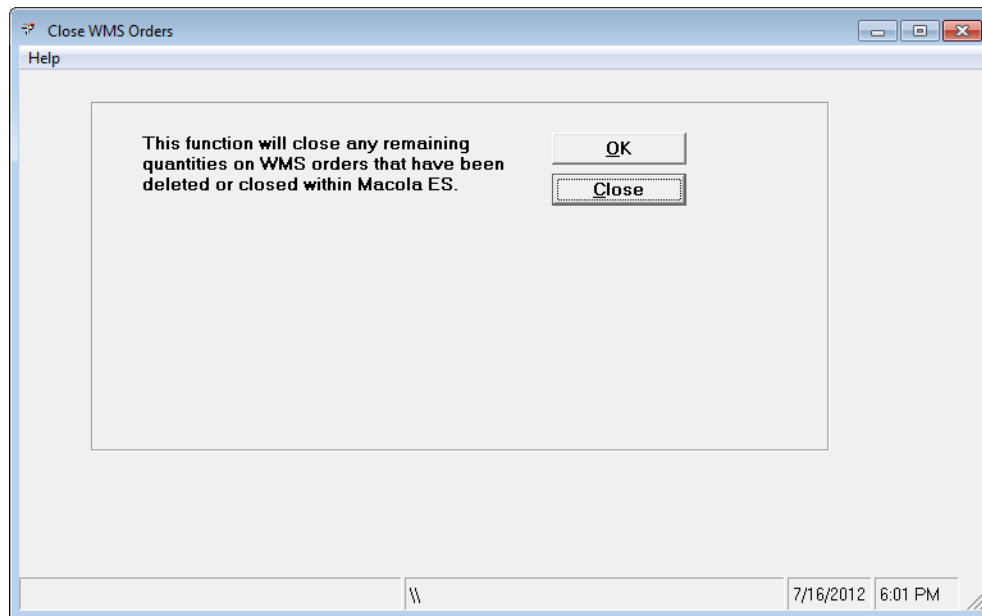 Close WMS Orders
Help
This function will close any remaining
quantities on WMS orders that have been
deleted or closed within Macola ES.
OK
Close
\\
7/16/2012
6:01 PM